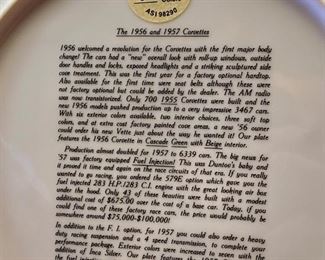 ASI98290
The 1956 and 1957 Corvettes
1956 welcomed a revolution for the Corvettes with the first major body
change! The car had a "new" overall look with roll-up windows, outside
door handles and locks, exposed headlights and a striking sculptured side
cove treatment. This was the first year for a factory optional hardtop.
Also available for the first time were seat belts although these were
not factory optional but could be added by the dealer. The AM radio
was now transistorized. Only 700 1955 Corvettes were built and the
new 1956 models pushed production up to a very impressive 3467 cars.
With six exterior colors available, two interior choices, three soft top
colors, and at extra cost factory painted cove areas, a new '56 owner
could order his new Vette just about the way he wanted it! Our plate
features the 1956 Corvette in Cascade Green with Beige interior.
Production almost doubled for 1957 to 6339 cars. The big news for
'57 was factory equipped Fuel Injection! This was Duntov's baby and
it proved it time and again on the race circuits of that era. If you really
wanted to go racing, you ordered the 579E option which gave you the
fuel injected 283 H.P./283 C.I. engine with the great looking air box
under the hood. Only 43 of these beauties were built with a modest
additional cost of $675.00 over the cost of a base car. Today, if you
could find one of these factory race cars, the price would probably be
somewhere around $75,000-$100,000!
In addition to the F. I. option, for 1957 you could also order a heavy
duty racing suspension and a 4 speed transmission, to complete your
performance package. Exterior colors were increased to seven with the
addition of Inca Silver. Our plate features the